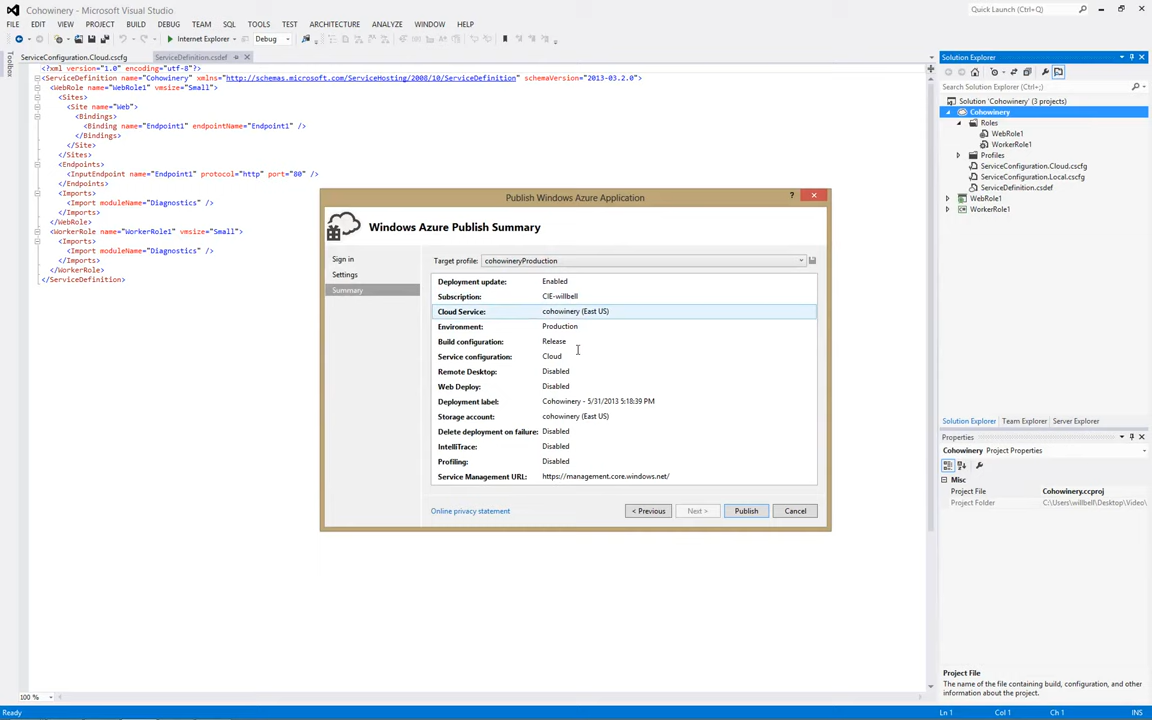 Cohowinery - Microsoft Visual Studio
Quick Launch (Ctrl+Q)
FILE EDIT VIEW PROJECT BUILD DEBUG TEAM SQL TOOLS TEST ARCHITECTURE ANALYZE WINDOW HELP
Internet Explorer Debug
Toolbox
ServiceConfiguration.Cloud.cscfg ServiceDefinition.csdef
<?xml version="1.0" encoding="utf-8"?>
<ServiceDefinition name="Cohowinery" xmlns="http://schemas.microsoft.com/ServiceHosting/2008/10/ServiceDefinition" schemaVersion="2013-03.2.0">
<WebRole name="WebRole1" vmsize="Small">
<Sites>
<Site name="Web">
<Bindings>
<Binding name="Endpoint1" endpointName="Endpoint1" />
</Bindings>
</Site>
</Sites>
<Endpoints>
<InputEndpoint name="Endpoint1" protocol="http" port="80" />
</Endpoints>
<Imports>
<Import moduleName="Diagnostics" />
</Imports>
</WebRole>
<WorkerRole name="WorkerRole1" vmsize="Small">
<Imports>
<Import moduleName="Diagnostics" />
</Imports>
</WorkerRole>
</ServiceDefinition>
Publish Windows Azure Application
Windows Azure Publish Summary
Sign in
Settings
Summary
Target profile: cohowineryProduction
Deployment update: Enabled
Subscription: CIE-willbell
Cloud Service: cohowinery (East US)
Environment: Production
Build configuration: Release
Service configuration: Cloud
Remote Desktop: Disabled
Web Deploy: Disabled
Deployment label: Cohowinery - 5/31/2013 5:18:39 PM
Storage account: cohowinery (East US)
Delete deployment on failure: Disabled
IntelliTrace: Disabled
Profiling: Disabled
Service Management URL: https://management.core.windows.net/
Online privacy statement
< Previous Next > Publish Cancel
Solution Explorer
Search Solution Explorer (Ctrl+;)
Solution 'Cohowinery' (3 projects)
Cohowinery
Roles
WebRole1
WorkerRole1
Profiles
ServiceConfiguration.Cloud.cscfg
ServiceConfiguration.Local.cscfg
ServiceDefinition.csdef
WebRole1
WorkerRole1
Solution Explorer Team Explorer Server Explorer
Properties
Cohowinery Project Properties
Misc
Project File Cohowinery.ccproj
Project Folder C:\Users\willbell\Desktop\Video\
Project File
The name of the file containing build, configuration, and other
information about the project.
100 %
Ready Ln 1 Col 1 Ch 1 INS